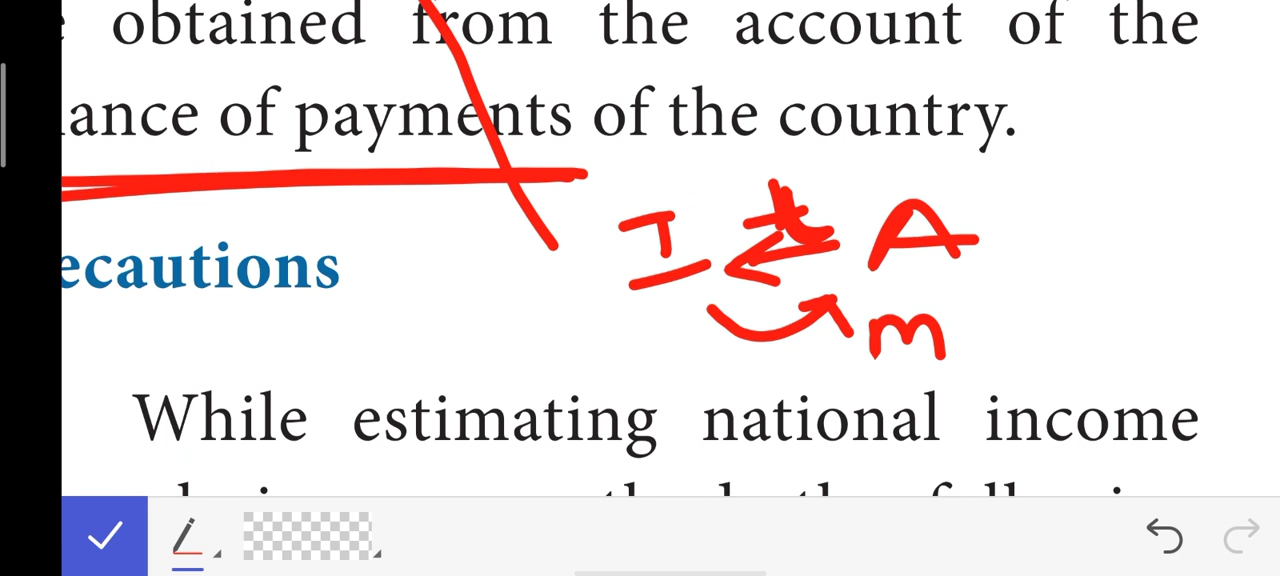 obtained from the account of the
ance of payments of the country.
I A
m
ecautions
While estimating national income